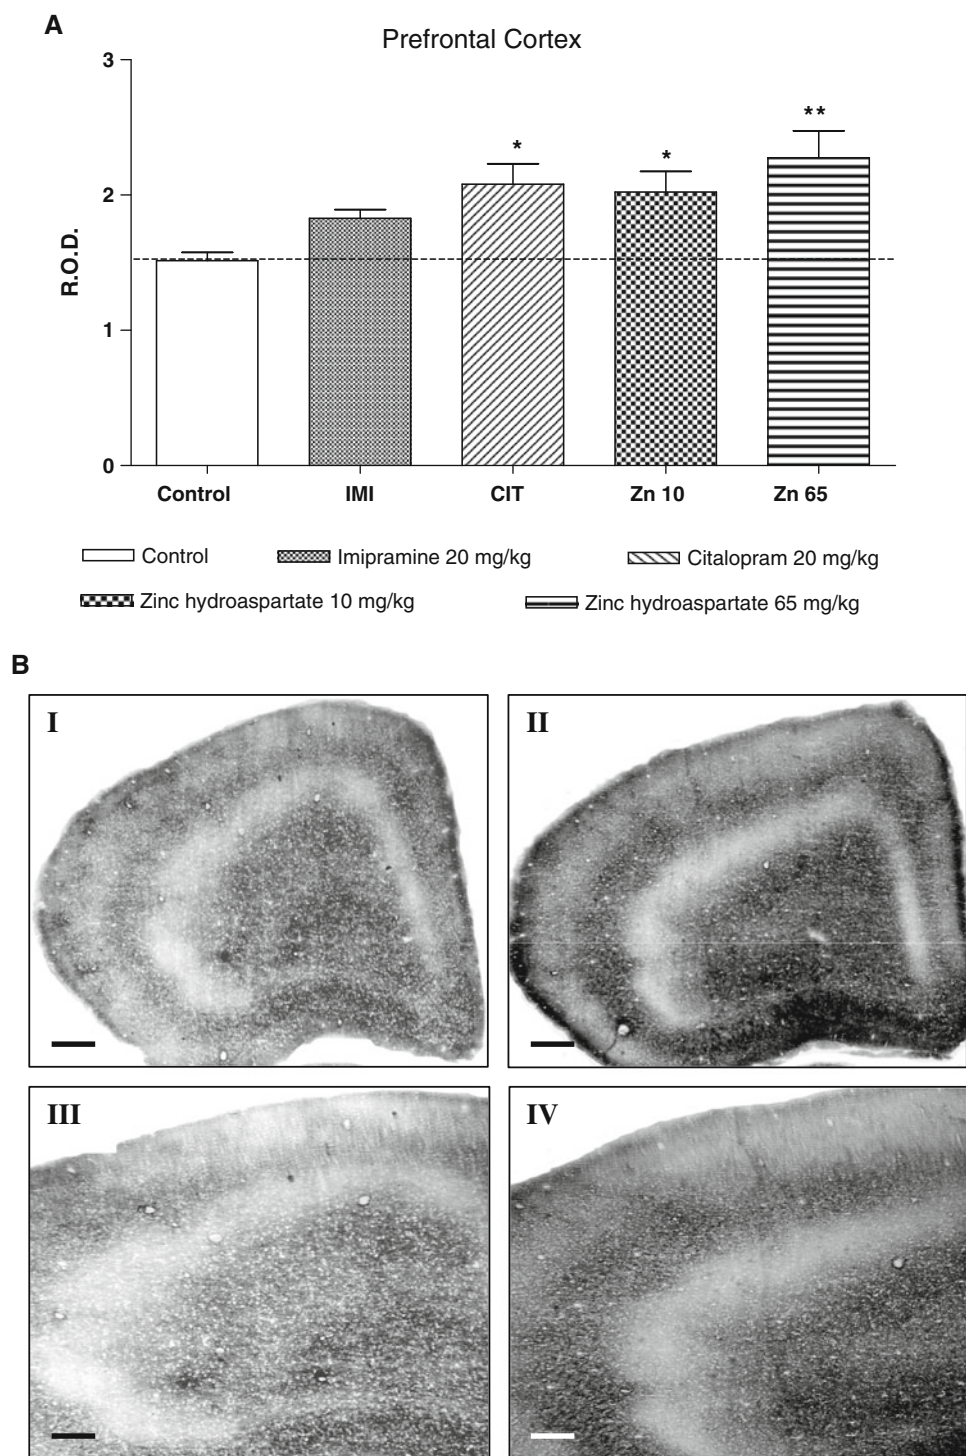 A
Prefrontal Cortex
3
2
1
0
R.O.D.
*
*
**
Control IMI CIT Zn 10 Zn 65
Control Imipramine 20 mg/kg Citalopram 20 mg/kg
Zinc hydroaspartate 10 mg/kg Zinc hydroaspartate 65 mg/kg
B
I
II
III
IV